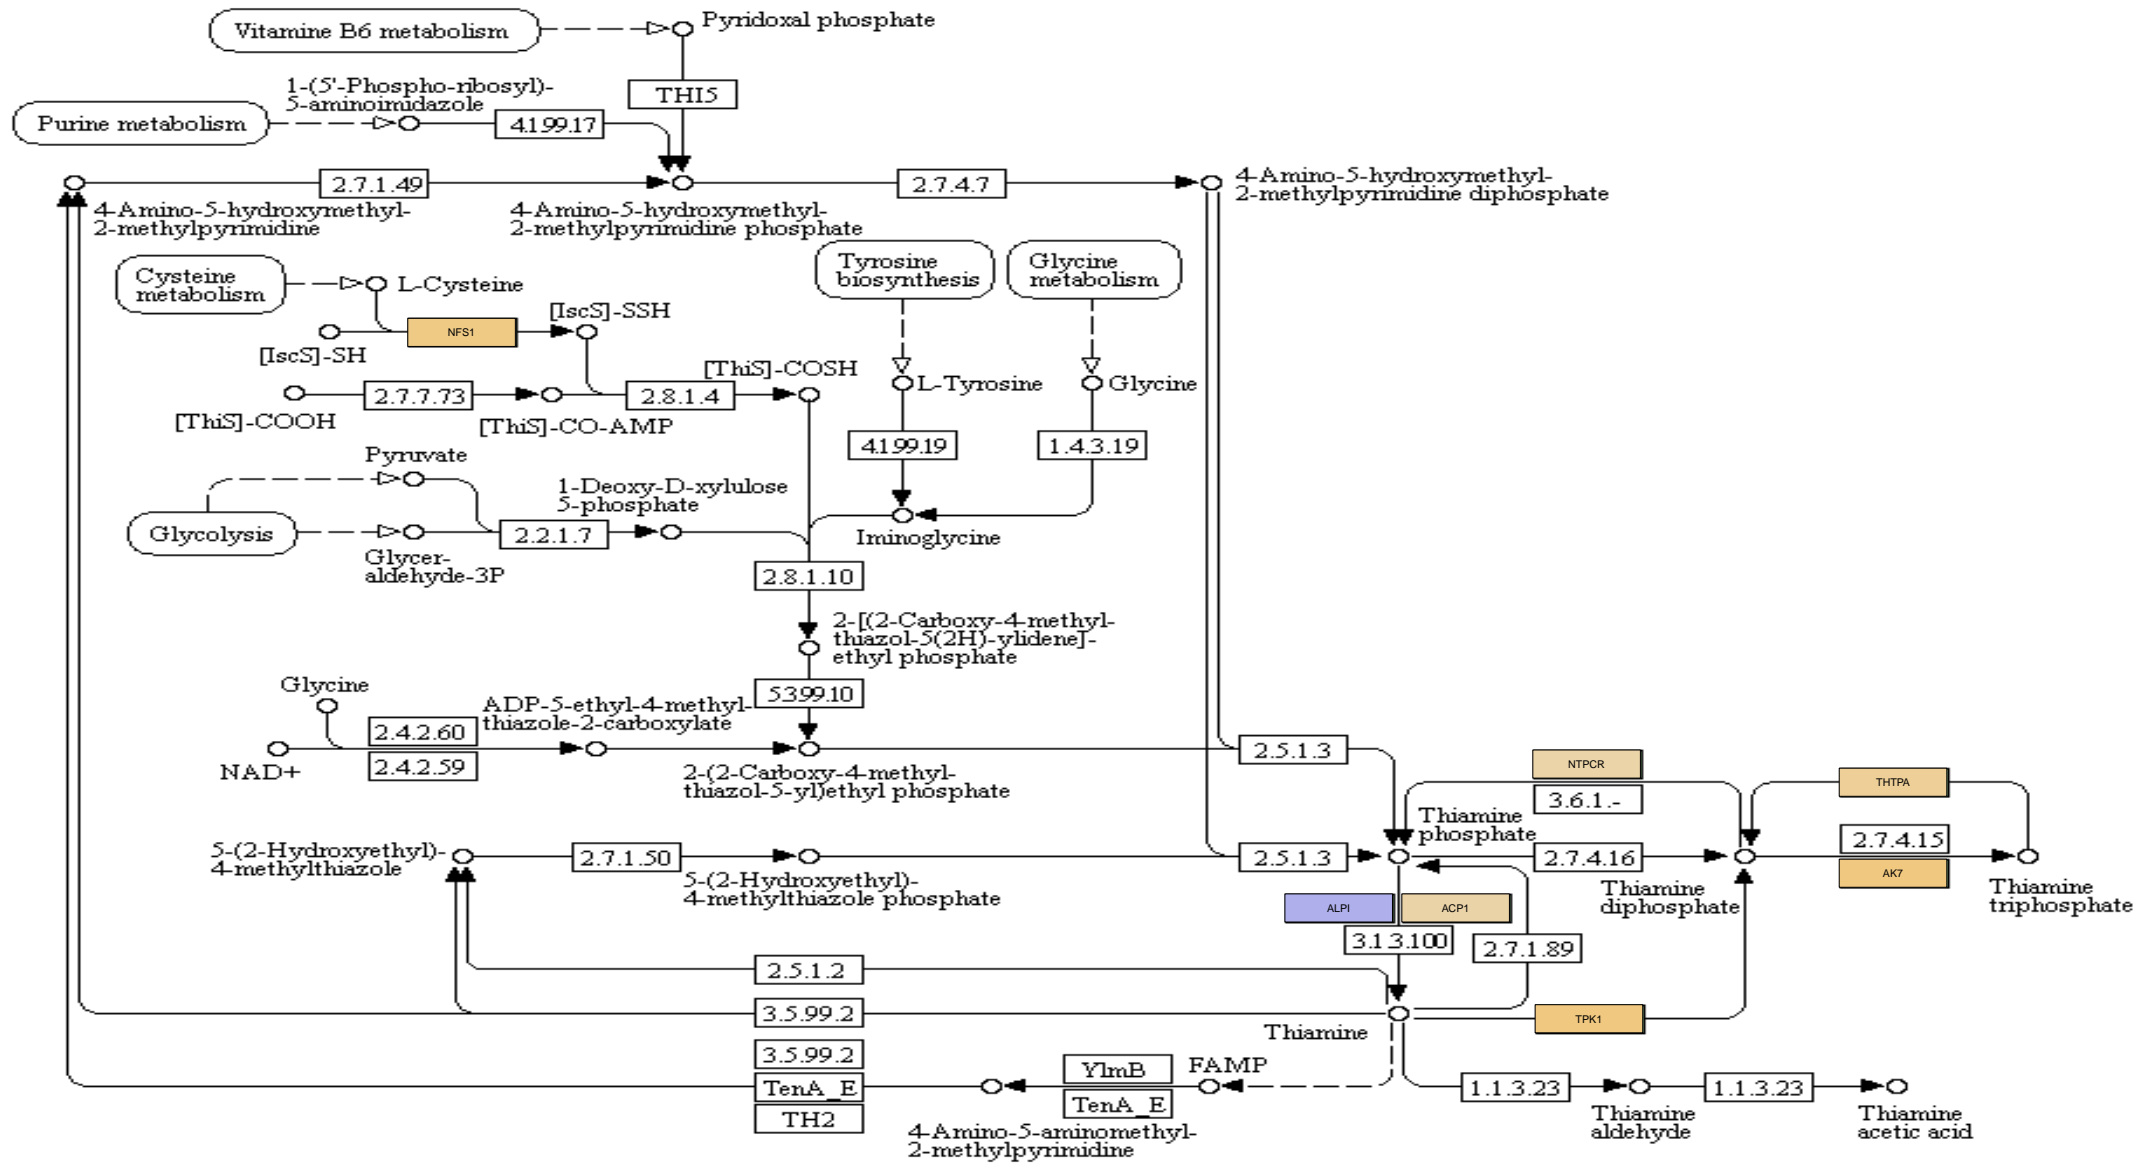 Vitamine B6 metabolism
Pyridoxal phosphate
1-(5'-Phospho-ribosyl)-
5-aminoimidazole
THI5
Purine metabolism
4.1.99.17
2.7.1.49
2.7.4.7
4-Amino-5-hydroxymethyl-
2-methylpyrimidine diphosphate
4-Amino-5-hydroxymethyl-
2-methylpyrimidine
4-Amino-5-hydroxymethyl-
2-methylpyrimidine phosphate
Cysteine
metabolism
L-Cysteine
Tyrosine
biosynthesis
Glycine
metabolism
[IscS]-SSH
NFS1
[IscS]-SH
[ThiS]-COSH
L-Tyrosine
Glycine
2.7.7.73
2.8.1.4
[ThiS]-COOH
[ThiS]-CO-AMP
4.1.99.19
1.4.3.19
Pyruvate
1-Deoxy-D-xylulose
5-phosphate
Glycolysis
2.2.1.7
Iminoglycine
Glycer-
aldehyde-3P
2.8.1.10
2-[(2-Carboxy-4-methyl-
thiazol-5(2H)-ylidene]-
ethyl phosphate
Glycine
5.3.99.10
ADP-5-ethyl-4-methyl-
thiazole-2-carboxylate
2.4.2.60
2.4.2.59
NAD+
2-(2-Carboxy-4-methyl-
thiazol-5-yl)ethyl phosphate
2.5.1.3
NTPCR
3.6.1.-
THTPA
Thiamine
phosphate
2.7.4.15
5-(2-Hydroxyethyl)-
4-methylthiazole
2.7.1.50
2.5.1.3
2.7.4.16
AK7
5-(2-Hydroxyethyl)-
4-methylthiazole phosphate
Thiamine
diphosphate
Thiamine
triphosphate
ALPI
ACP1
3.1.3.100
2.7.1.89
2.5.1.2
3.5.99.2
TPK1
Thiamine
3.5.99.2
TenA_E
TH2
YlmB
TenA_E
FAMP
1.1.3.23
1.1.3.23
4-Amino-5-aminomethyl-
2-methylpyrimidine
Thiamine
aldehyde
Thiamine
acetic acid